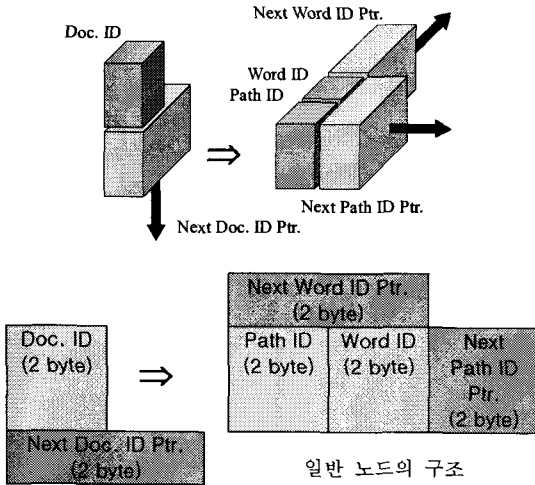 Next Word ID Ptr.
Doc. ID
Word ID
Path ID
⇒
Next Path ID Ptr.
Next Doc. ID Ptr.
Next Word ID Ptr.
(2 byte)
Doc. ID
(2 byte)
⇒
Path ID
(2 byte)
Word ID
(2 byte)
Next
Path ID
Ptr.
(2 byte)
Next Doc. ID Ptr.
(2 byte)
일반 노드의 구조